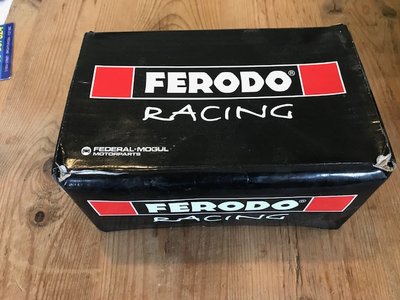 FERODO®
RACING
FEDERAL-MOGUL
MOTORPARTS
FERODO®
RACING